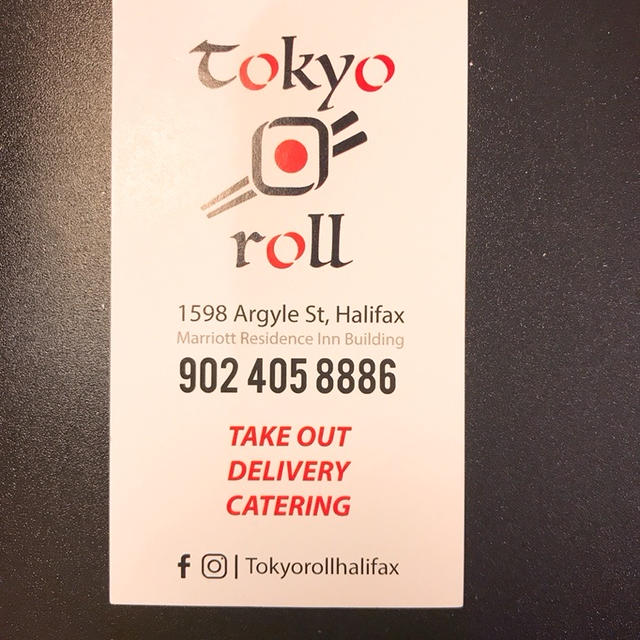 tokyo
roll
1598 Argyle St, Halifax
Marriott Residence Inn Building
902 405 8886
TAKE OUT
DELIVERY
CATERING
f | Tokyorollhalifax